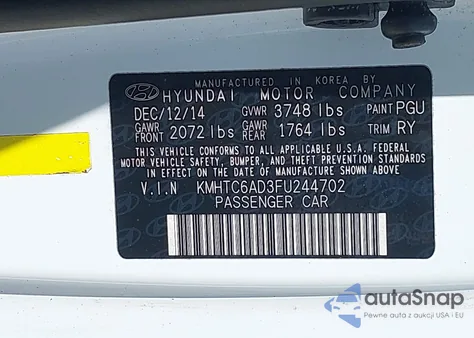 MANUFACTURED IN KOREA BY
HYUNDAI MOTOR COMPANY
DEC/12/14 GVWR 3748 lbs PAINT PGU
GAWR FRONT 2072 lbs GAWR REAR 1764 lbs TRIM RY
THIS VEHICLE CONFORMS TO ALL APPLICABLE U.S.A. FEDERAL
MOTOR VEHICLE SAFETY, BUMPER, AND THEFT PREVENTION
STANDARDS IN EFFECT ON THE DATE OF MANUFACTURE SHOWN ABOVE
V.I.N KMHTC6AD3FU244702
PASSENGER CAR
autaSnap
Pewne auta z aukcji USA i EU